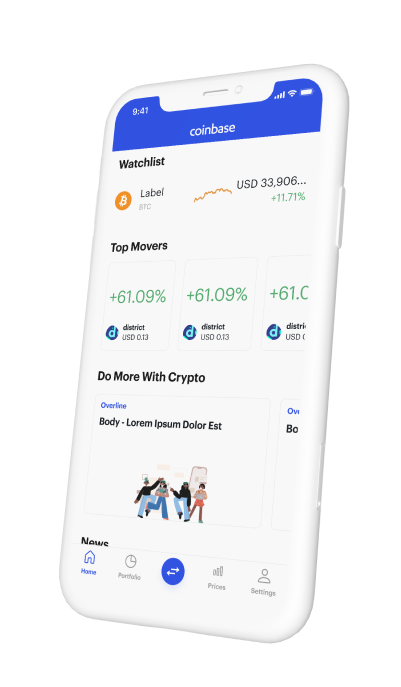 9:41
coinbase
Watchlist
Label
BTC
USD 33,906...
+11.71%
Top Movers
+61.09%
+61.09%
+61.0
district
USD 0.13
district
USD 0.13
distri
USD 0
Do More With Crypto
Overline
Body - Lorem Ipsum Dolor Est
Ove
Bo
News
Home
Portfolio
Prices
Settings